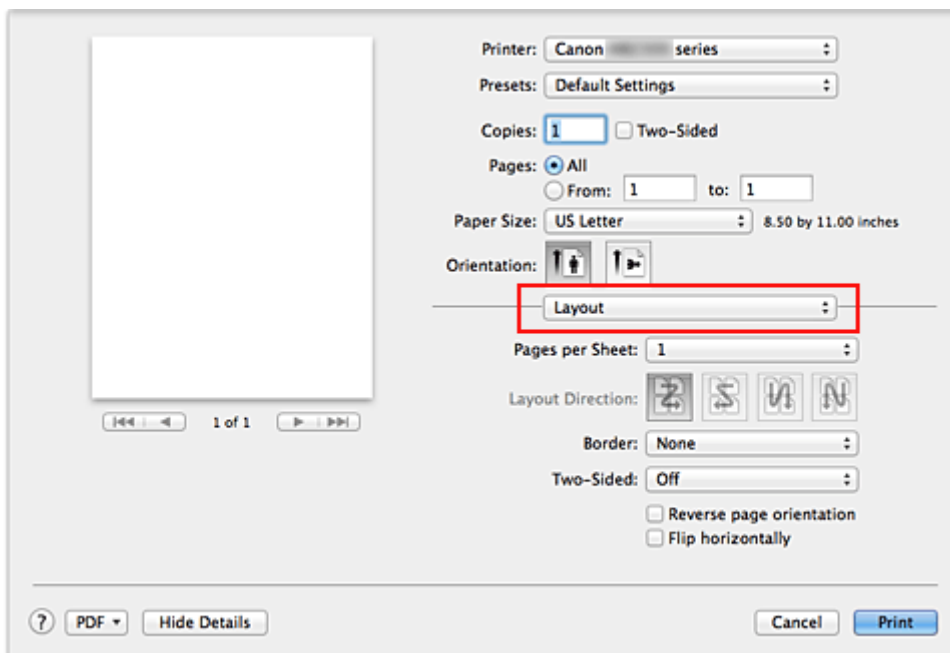 Printer: Canon series
Presets: Default Settings
Copies: 1 Two-Sided
Pages: All
From: 1 to: 1
Paper Size: US Letter 8.50 by 11.00 inches
Orientation:
Layout
Pages per Sheet: 1
Layout Direction:
1 of 1
Border: None
Two-Sided: Off
Reverse page orientation
Flip horizontally
? PDF Hide Details Cancel Print